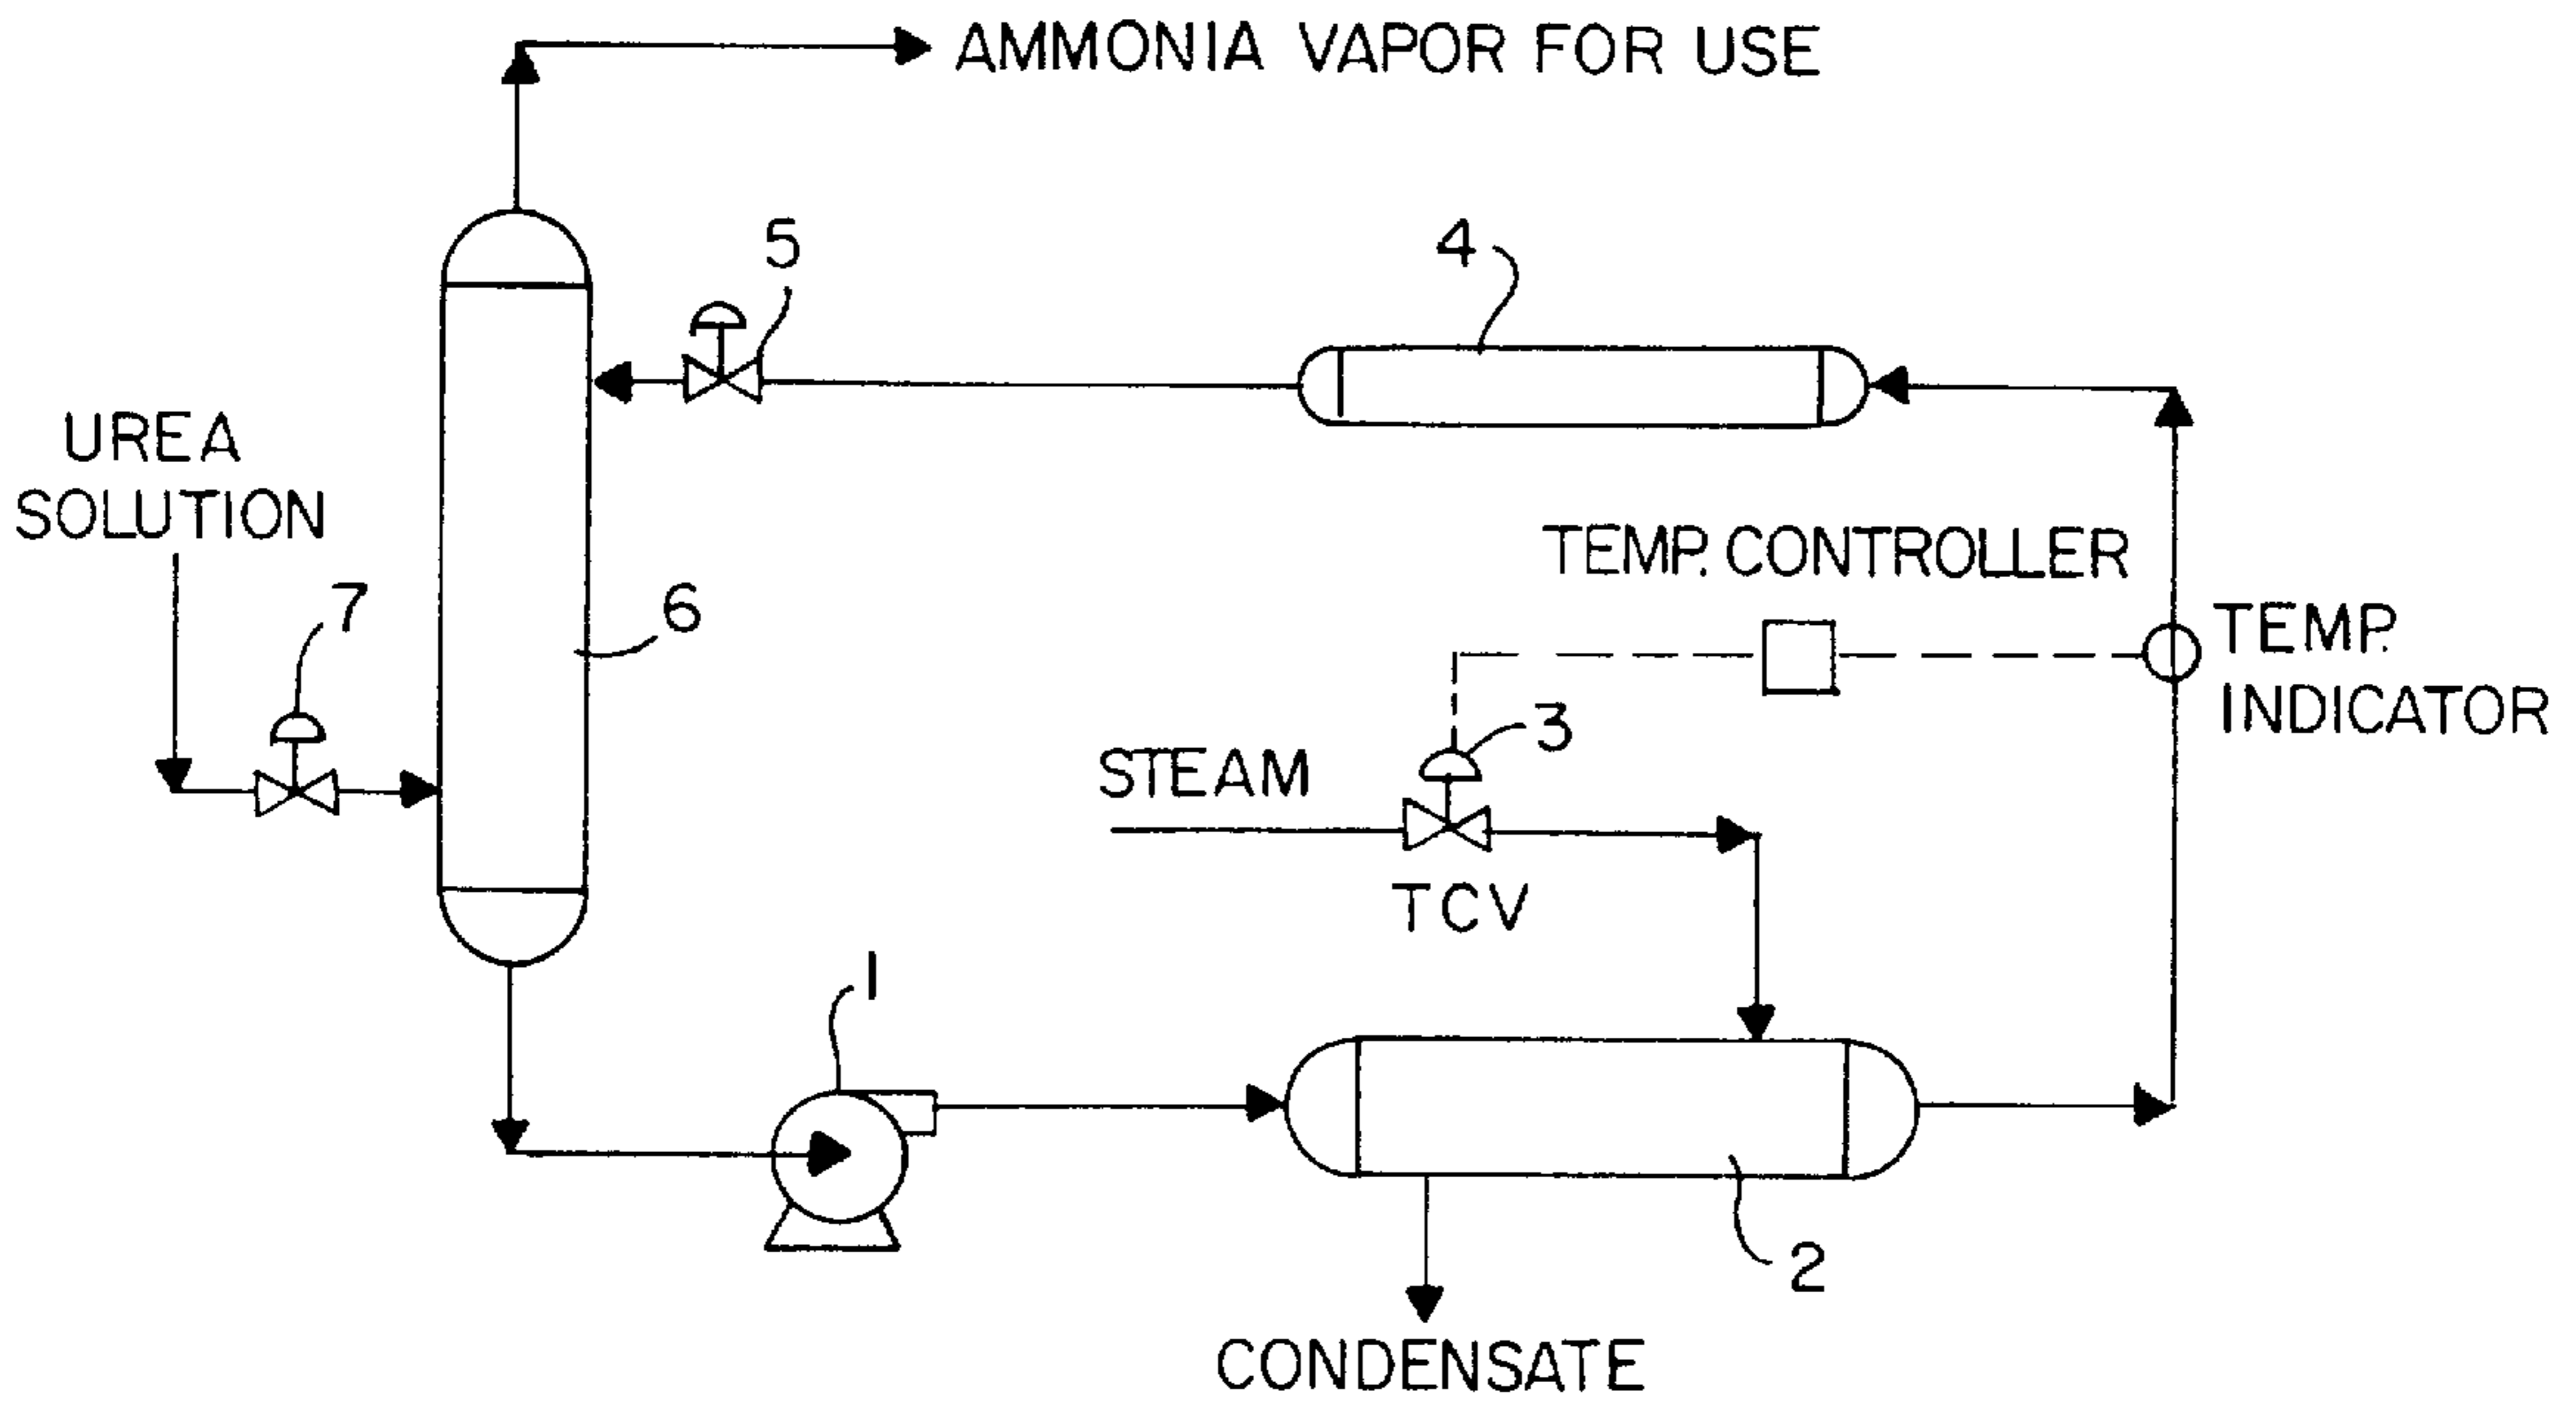 AMMONIA VAPOR FOR USE
5
4
UREA
SOLUTION
TEMP. CONTROLLER
7
6
TEMP.
INDICATOR
3
STEAM
TCV
1
2
CONDENSATE